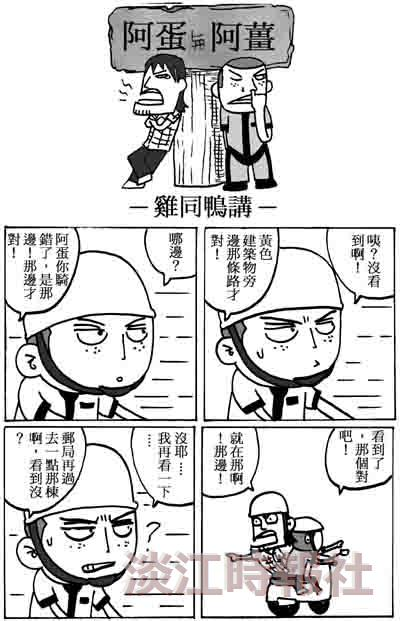 阿蛋與阿薑
－雞同鴨講－
阿蛋你騎
錯了，是那
邊！那邊才
對！
哪邊？
黃色
建築物旁
邊那條路才
對！
咦？沒看
到啊！
郵局再過
去一點那棟
啊，看到沒
？
沒耶……
我再看一下
……
就在那啊
！那邊！
看到了
，那個對
吧！
淡江時報社